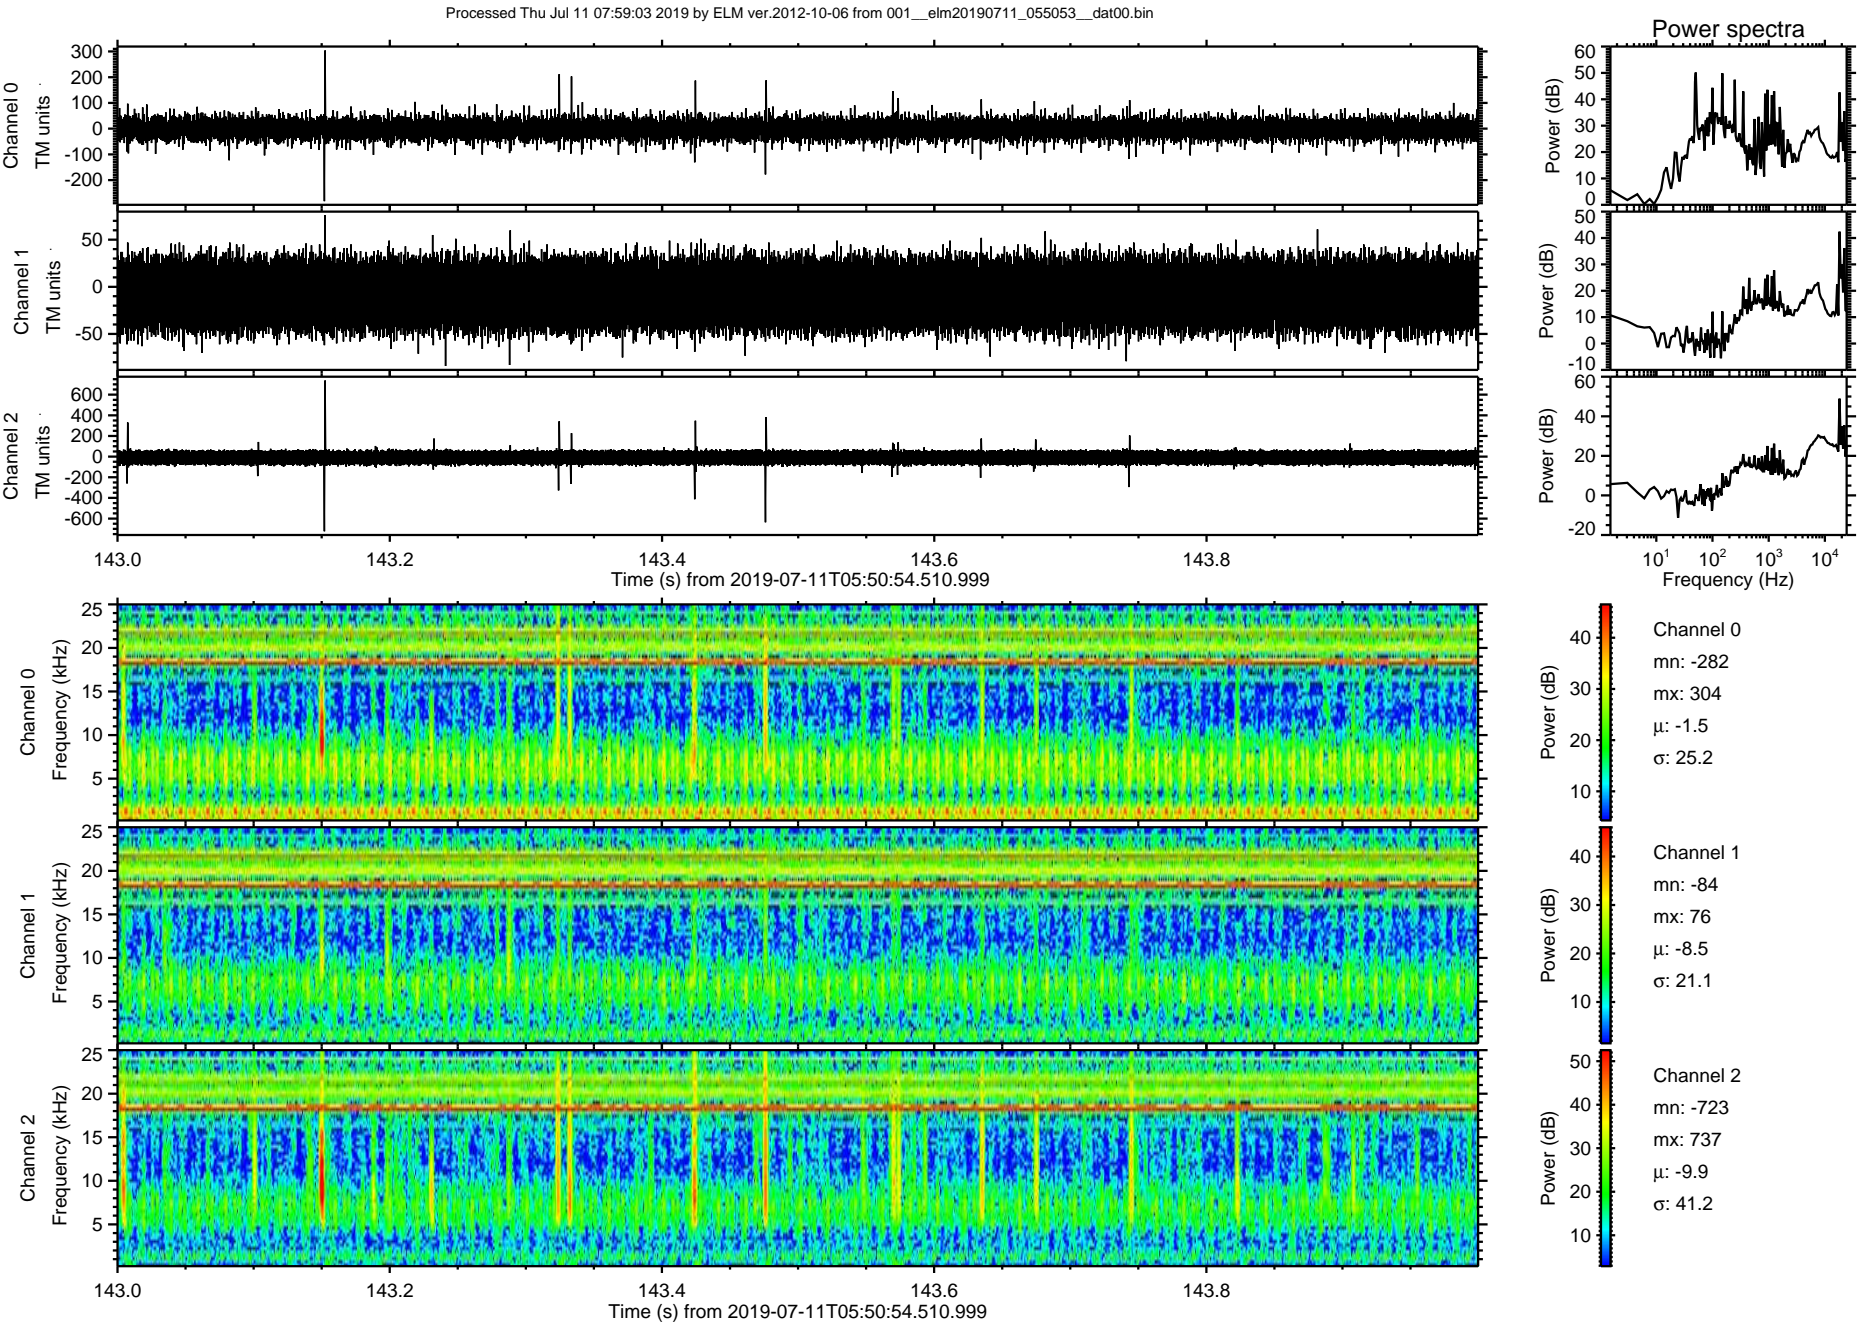 Processed Thu Jul 11 07:59:03 2019 by ELM ver.2012-10-06 from 001__elm20190711_055053__dat00.bin
Power spectra
Channel 0
TM units
300
200
100
0
-100
-200
Power (dB)
60
50
40
30
20
10
0
Channel 1
TM units
50
0
-50
Power (dB)
50
40
30
20
10
0
-10
Channel 2
TM units
600
400
200
0
-200
-400
-600
Power (dB)
60
40
20
0
-20
143.0 143.2 143.4 143.6 143.8
Time (s) from 2019-07-11T05:50:54.510.999
10^1 10^2 10^3 10^4
Frequency (Hz)
Channel 0
Frequency (kHz)
25
20
15
10
5
Power (dB)
40
30
20
10
Channel 0
mn: -282
mx: 304
μ: -1.5
σ: 25.2
Channel 1
Frequency (kHz)
25
20
15
10
5
Power (dB)
40
30
20
10
Channel 1
mn: -84
mx: 76
μ: -8.5
σ: 21.1
Channel 2
Frequency (kHz)
25
20
15
10
5
Power (dB)
50
40
30
20
10
Channel 2
mn: -723
mx: 737
μ: -9.9
σ: 41.2
143.0 143.2 143.4 143.6 143.8
Time (s) from 2019-07-11T05:50:54.510.999